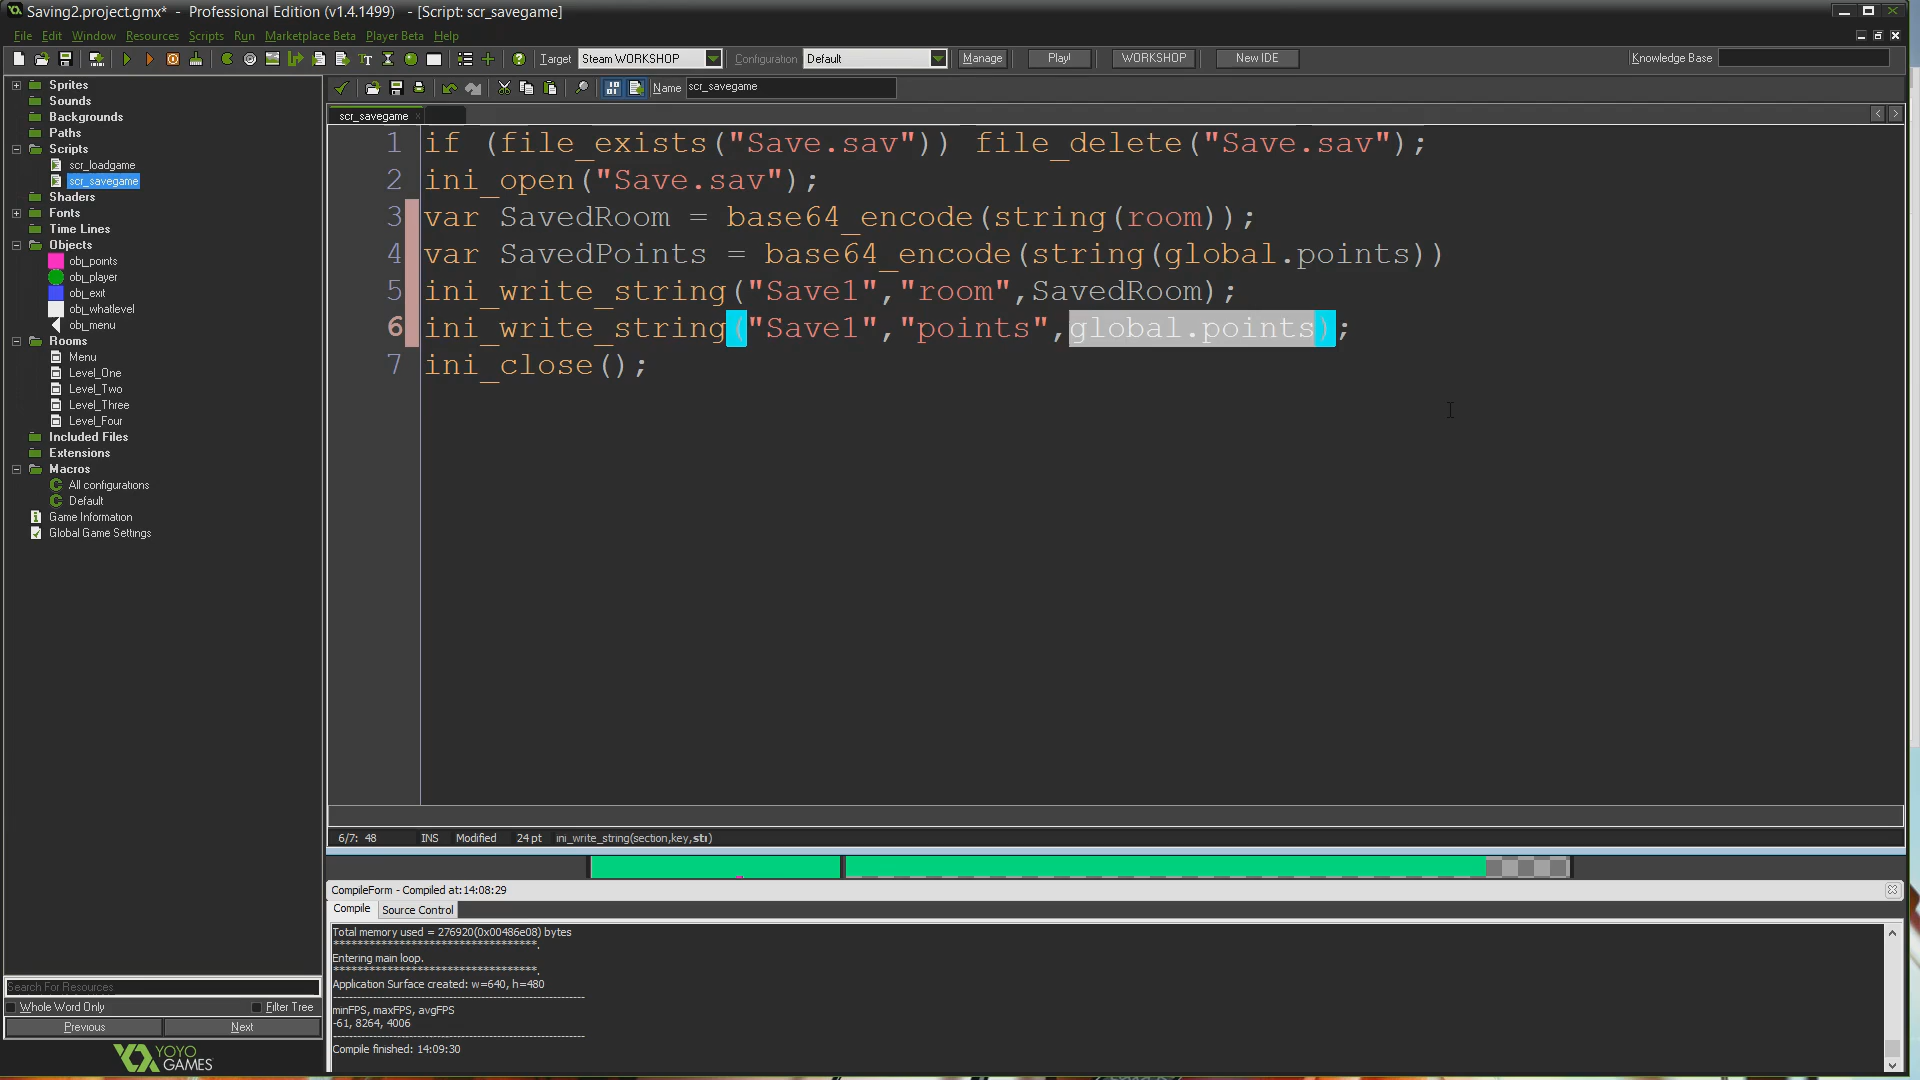 Saving2.project.gmx* - Professional Edition (v1.4.1499) - [Script: scr_savegame]
File Edit Window Resources Scripts Run Marketplace Beta Player Beta Help
Target Steam WORKSHOP Configuration Default Manage Play! WORKSHOP New IDE Knowledge Base
Name scr_savegame
scr_savegame
Sprites
Sounds
Backgrounds
Paths
Scripts
scr_loadgame
scr_savegame
Shaders
Fonts
Time Lines
Objects
obj_points
obj_player
obj_exit
obj_whatlevel
obj_menu
Rooms
Menu
Level_One
Level_Two
Level_Three
Level_Four
Included Files
Extensions
Macros
All configurations
Default
Game Information
Global Game Settings
Search For Resources
Whole Word Only Filter Tree
Previous Next
YOYO
GAMES
1 if (file_exists("Save.sav")) file_delete("Save.sav");
2 ini_open("Save.sav");
3 var SavedRoom = base64_encode(string(room));
4 var SavedPoints = base64_encode(string(global.points))
5 ini_write_string("Save1","room",SavedRoom);
6 ini_write_string("Save1","points",global.points);
7 ini_close();
6/7: 48 INS Modified 24 pt ini_write_string(section,key,str)
CompileForm - Compiled at:14:08:29
Compile Source Control
Total memory used = 276920(0x00486e08) bytes
***********************************.
Entering main loop.
***********************************.
Application Surface created: w=640, h=480
---------------------------------------------------------------
minFPS, maxFPS, avgFPS
-61, 8264, 4006
---------------------------------------------------------------
Compile finished: 14:09:30